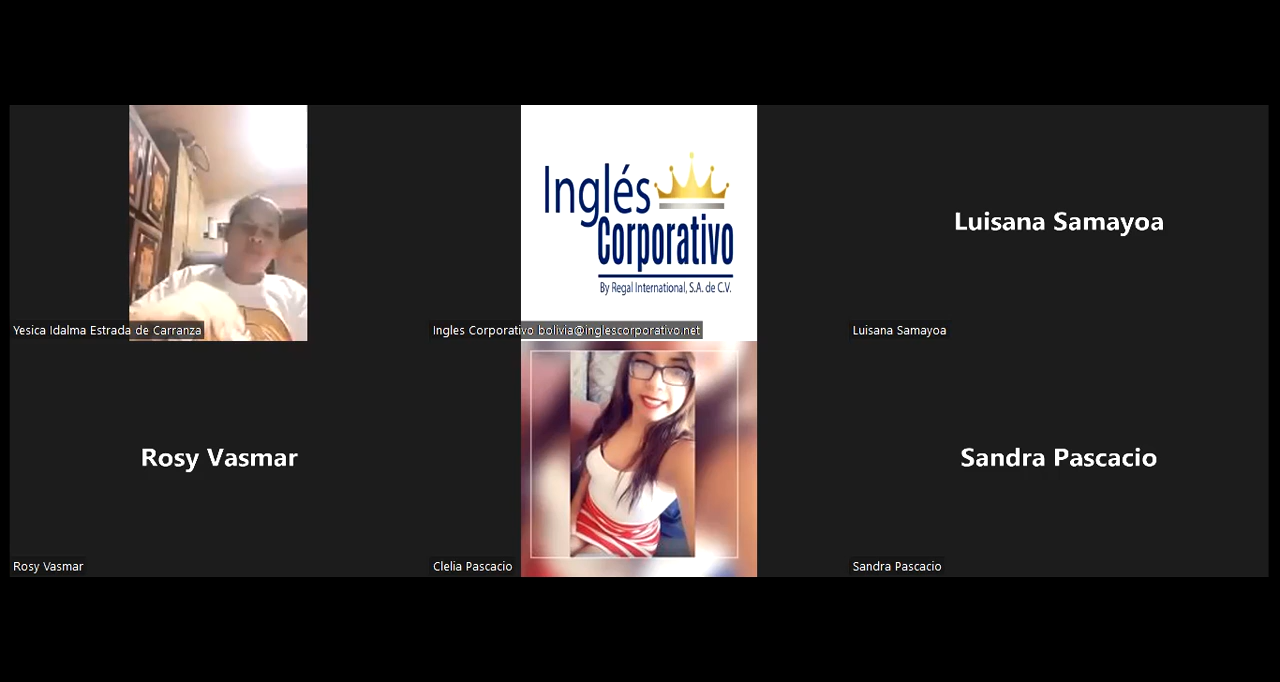 Inglés
Corporativo
By Regal International, S.A. de C.V.
Luisana Samayoa
Yesica Idalma Estrada de Carranza
Ingles Corporativo bolivia@inglescorporativo.net
Luisana Samayoa
Rosy Vasmar
Sandra Pascacio
Rosy Vasmar
Clelia Pascacio
Sandra Pascacio